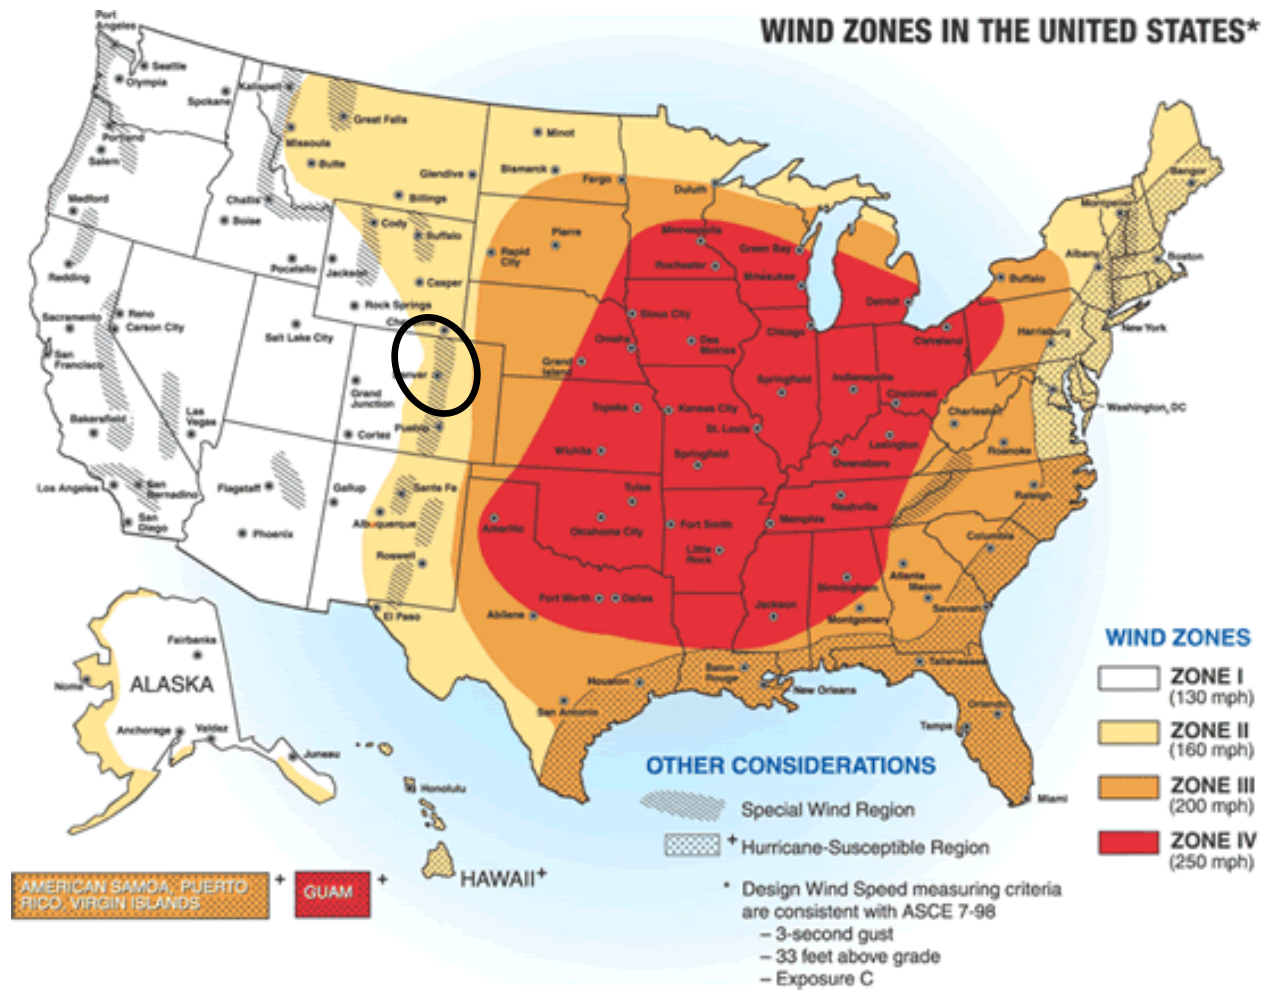 WIND ZONES IN THE UNITED STATES*
Port
Angeles
Seattle
Olympia
Spokane
Kalispell
Great Falls
Missoula
Butte
Glendive
Billings
Minot
Bismarck
Fargo
Duluth
Portland
Salem
Medford
Challis
Boise
Pocatello
Jackson
Cody
Buffalo
Casper
Rock Springs
Rapid
City
Pierre
Minneapolis
Rochester
Green Bay
Milwaukee
Detroit
Buffalo
Albany
Montpelier
Bangor
Boston
New York
Redding
Sacramento
Reno
Carson City
San
Francisco
Salt Lake City
Grand
Junction
Cortez
Pueblo
Sioux City
Omaha
Des
Moines
Grand
Island
Chicago
Cleveland
Harrisburg
Washington, DC
Springfield
Indianapolis
Cincinnati
Charleston
Roanoke
Topeka
Kansas City
St. Louis
Lexington
Owensboro
Wichita
Springfield
Bakersfield
Las
Vegas
Los Angeles
San
Bernadino
San
Diego
Flagstaff
Phoenix
Gallup
Sante Fe
Albuquerque
Roswell
El Paso
Amarillo
Tulsa
Oklahoma City
Fort Smith
Little
Rock
Memphis
Nashville
Raleigh
Columbia
Atlanta
Macon
Savannah
Birmingham
Montgomery
Jackson
Fort Worth
Dallas
Abilene
Houston
San Antonio
Baton
Rouge
New Orleans
Tallahassee
Orlando
Tampa
Miami
Fairbanks
Nome
ALASKA
Anchorage
Valdez
Juneau
Honolulu
HAWAII+
AMERICAN SAMOA, PUERTO
RICO, VIRGIN ISLANDS
+
GUAM
+
OTHER CONSIDERATIONS
Special Wind Region
+ Hurricane-Susceptible Region
* Design Wind Speed measuring criteria
are consistent with ASCE 7-98
– 3-second gust
– 33 feet above grade
– Exposure C
WIND ZONES
ZONE I
(130 mph)
ZONE II
(160 mph)
ZONE III
(200 mph)
ZONE IV
(250 mph)